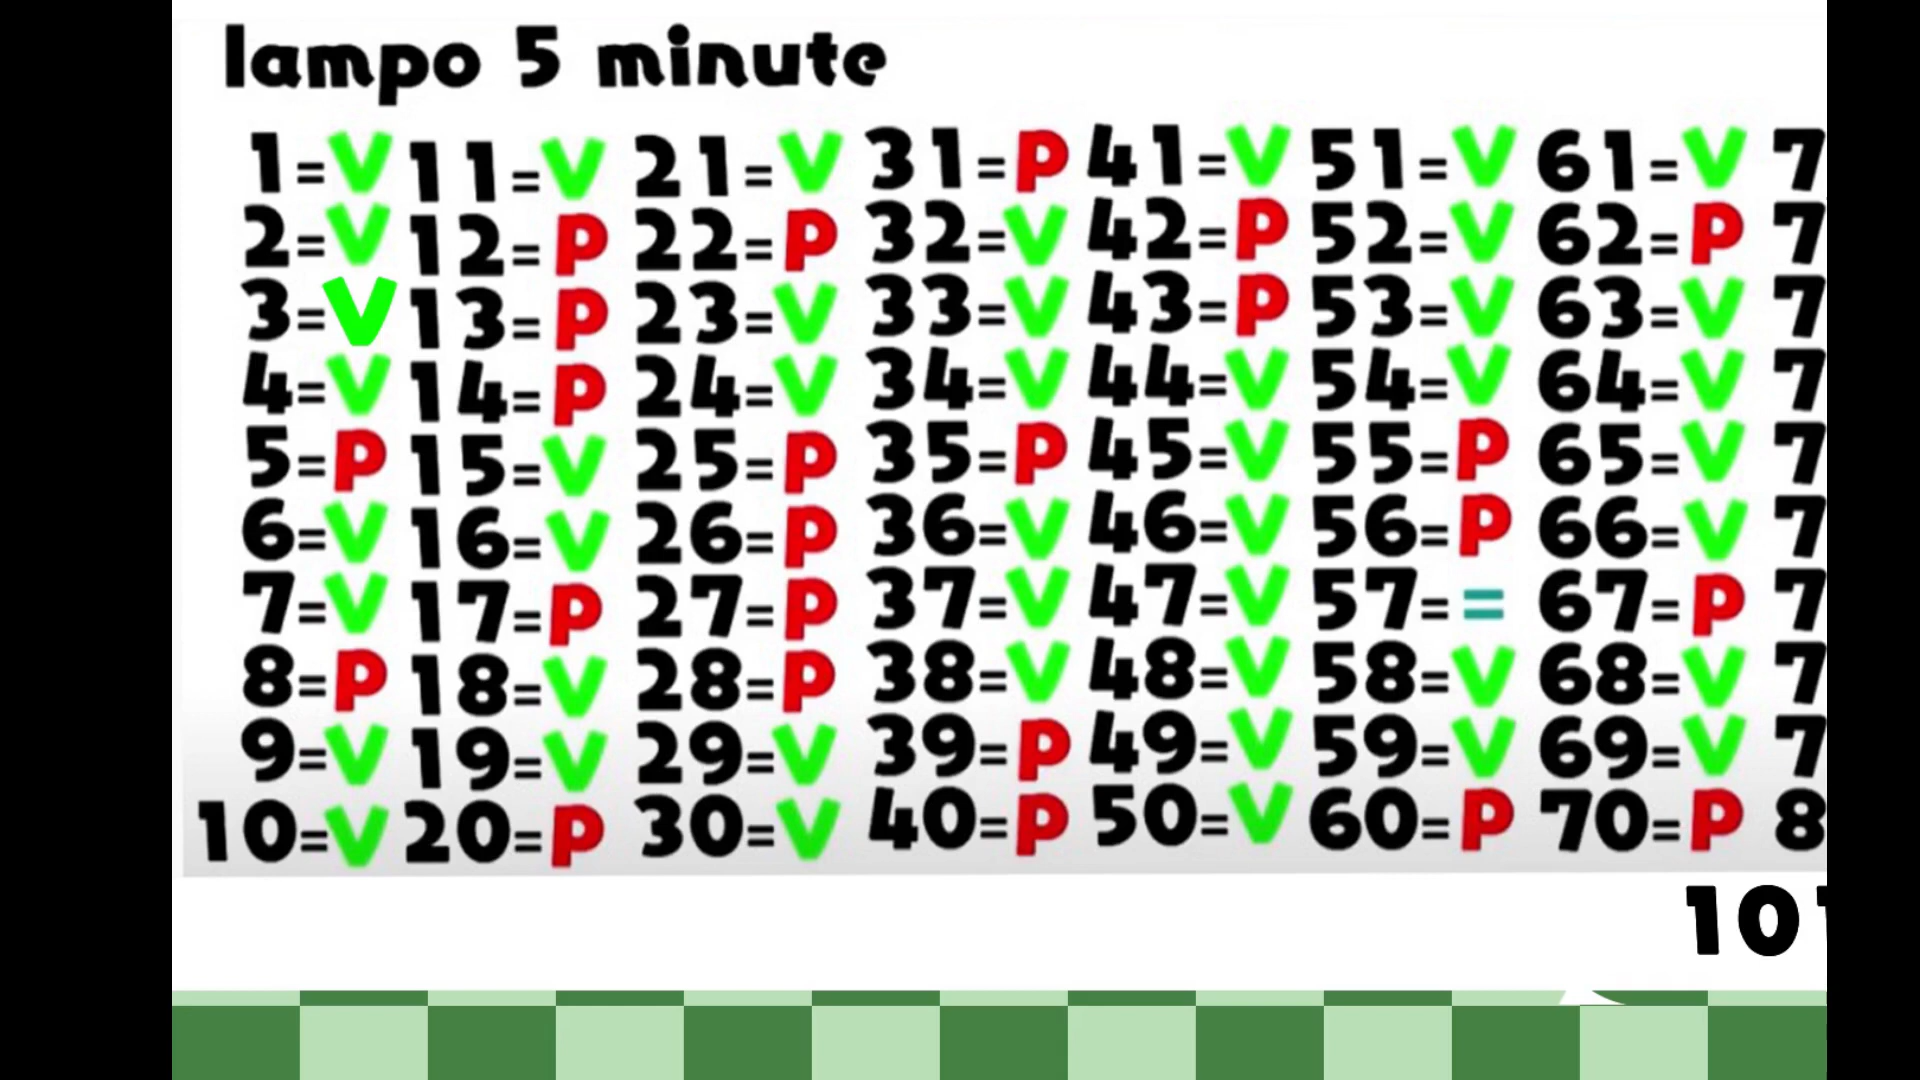 lampo 5 minute
1=V 11=V 21=V 31=P 41=V 51=V 61=V 7
2=V 12=P 22=P 32=V 42=P 52=V 62=P 7
3=V 13=P 23=V 33=V 43=P 53=V 63=V 7
4=V 14=P 24=V 34=V 44=V 54=V 64=V 7
5=P 15=V 25=P 35=P 45=V 55=P 65=V 7
6=V 16=V 26=P 36=V 46=V 56=P 66=V 7
7=V 17=P 27=P 37=V 47=V 57== 67=P 7
8=P 18=V 28=P 38=V 48=V 58=V 68=V 7
9=V 19=V 29=V 39=P 49=V 59=V 69=V 7
10=V 20=P 30=V 40=P 50=V 60=P 70=P 8
101